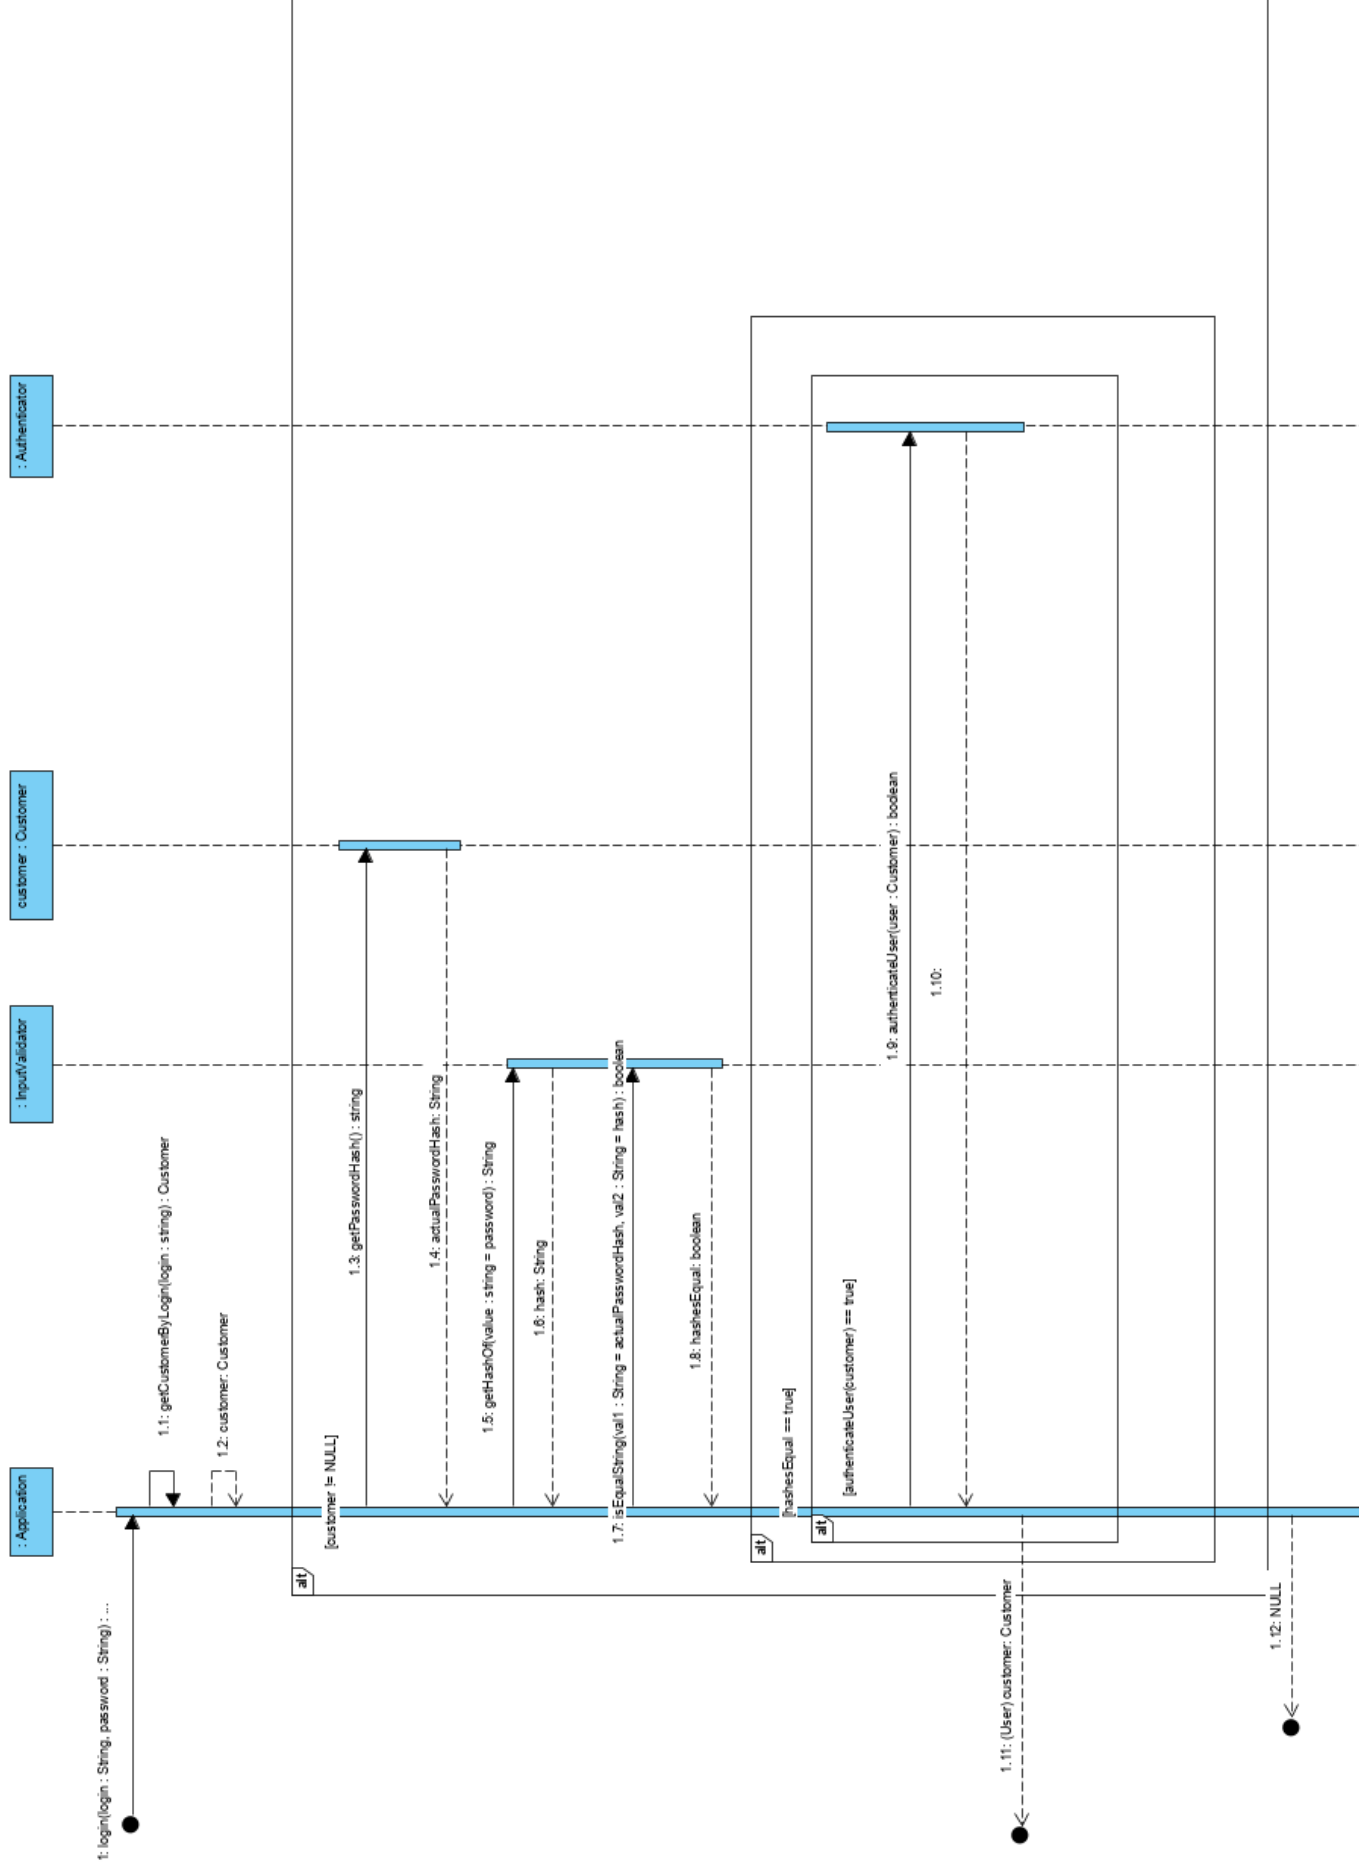 : Application
: InputValidator
customer : Customer
: Authenticator
1: login(login : String, password : String) : ...
1.1: getCustomerByLogin(login : string) : Customer
1.2: customer: Customer
alt
[customer != NULL]
1.3: getPasswordHash() : string
1.4: actualPasswordHash: String
1.5: getHashOf(value : string = password) : String
1.6: hash: String
1.7: isEqualString(val1 : String = actualPasswordHash, val2 : String = hash) : boolean
1.8: hashesEqual: boolean
alt
[hashesEqual == true]
alt
[authenticateUser(customer) == true]
1.9: authenticateUser(user : Customer) : boolean
1.10:
1.11: (User) customer: Customer
1.12: NULL